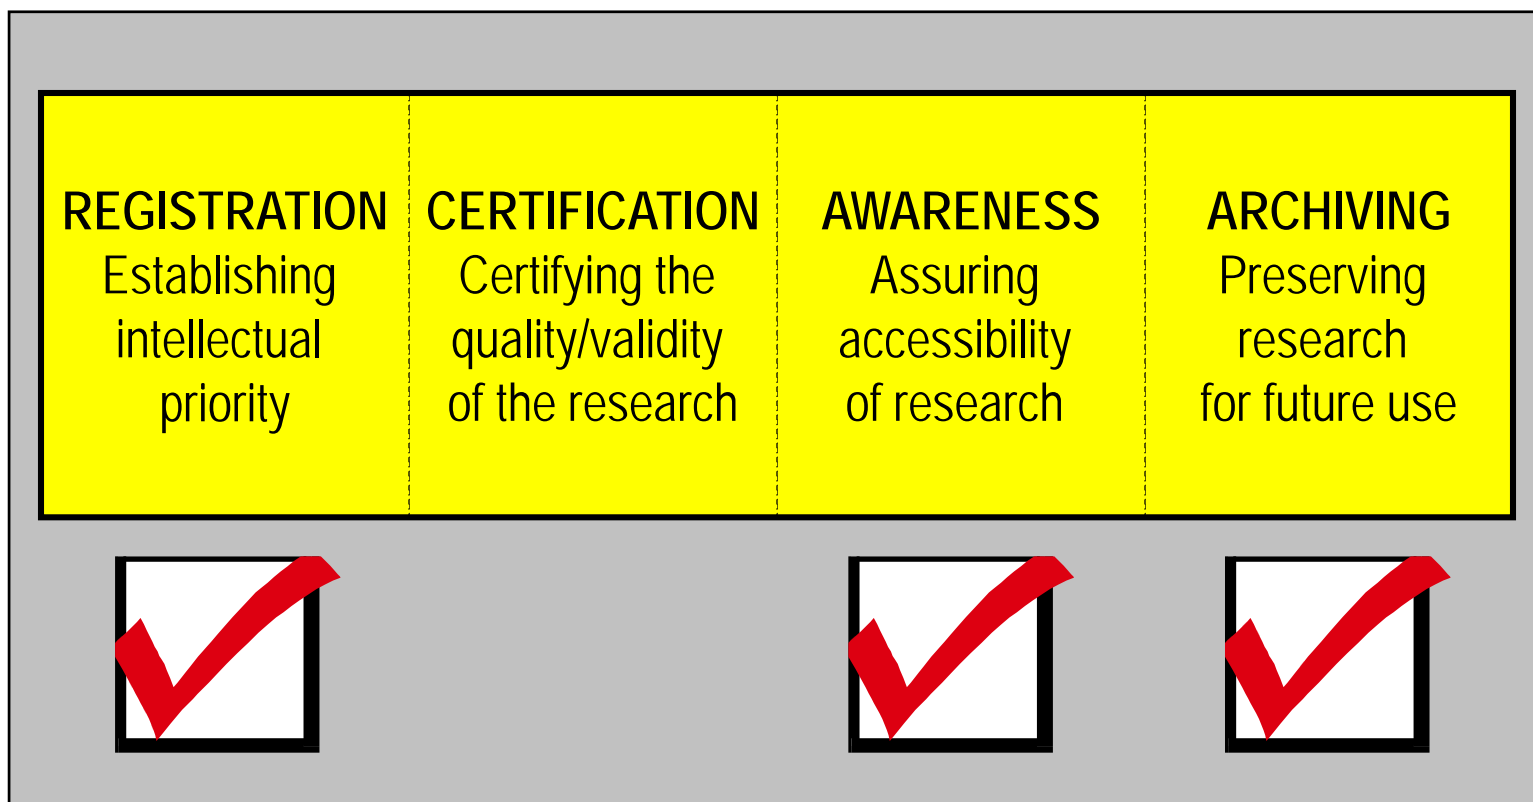 REGISTRATION
Establishing
intellectual
priority
CERTIFICATION
Certifying the
quality/validity
of the research
AWARENESS
Assuring
accessibility
of research
ARCHIVING
Preserving
research
for future use